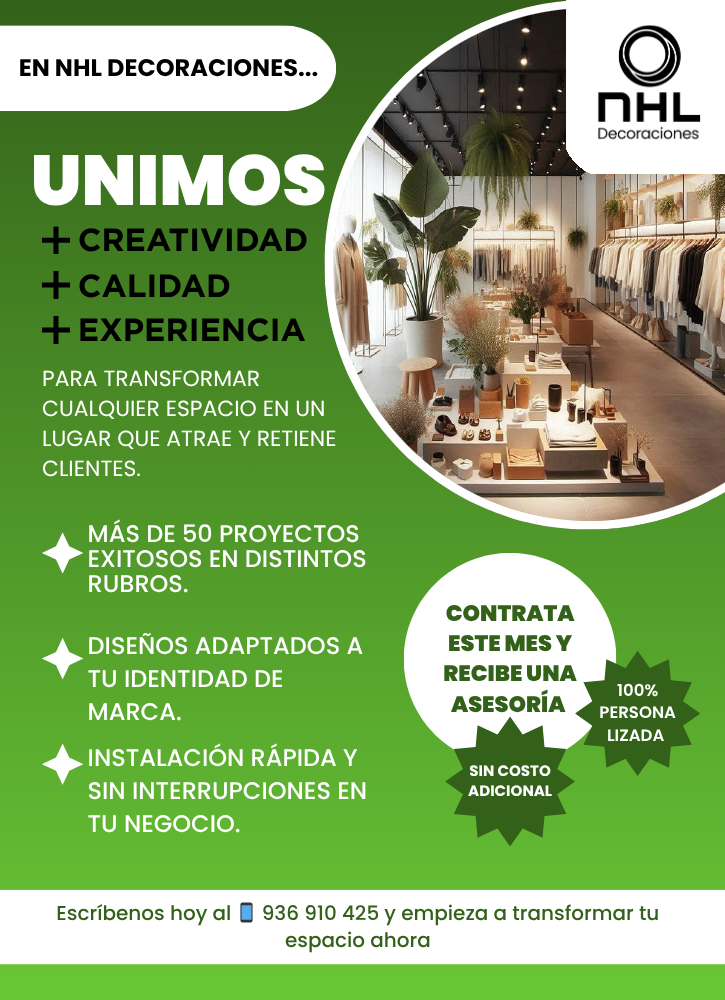 EN NHL DECORACIONES...
nHL
Decoraciones
UNIMOS
+ CREATIVIDAD
+ CALIDAD
+ EXPERIENCIA
PARA TRANSFORMAR
CUALQUIER ESPACIO EN UN
LUGAR QUE ATRAE Y RETIENE
CLIENTES.
MÁS DE 50 PROYECTOS
EXITOSOS EN DISTINTOS
RUBROS.
DISEÑOS ADAPTADOS A
TU IDENTIDAD DE
MARCA.
INSTALACIÓN RÁPIDA Y
SIN INTERRUPCIONES EN
TU NEGOCIO.
CONTRATA
ESTE MES Y
RECIBE UNA
ASESORÍA
100%
PERSONA
LIZADA
SIN COSTO
ADICIONAL
Escríbenos hoy al 📱 936 910 425 y empieza a transformar tu
espacio ahora